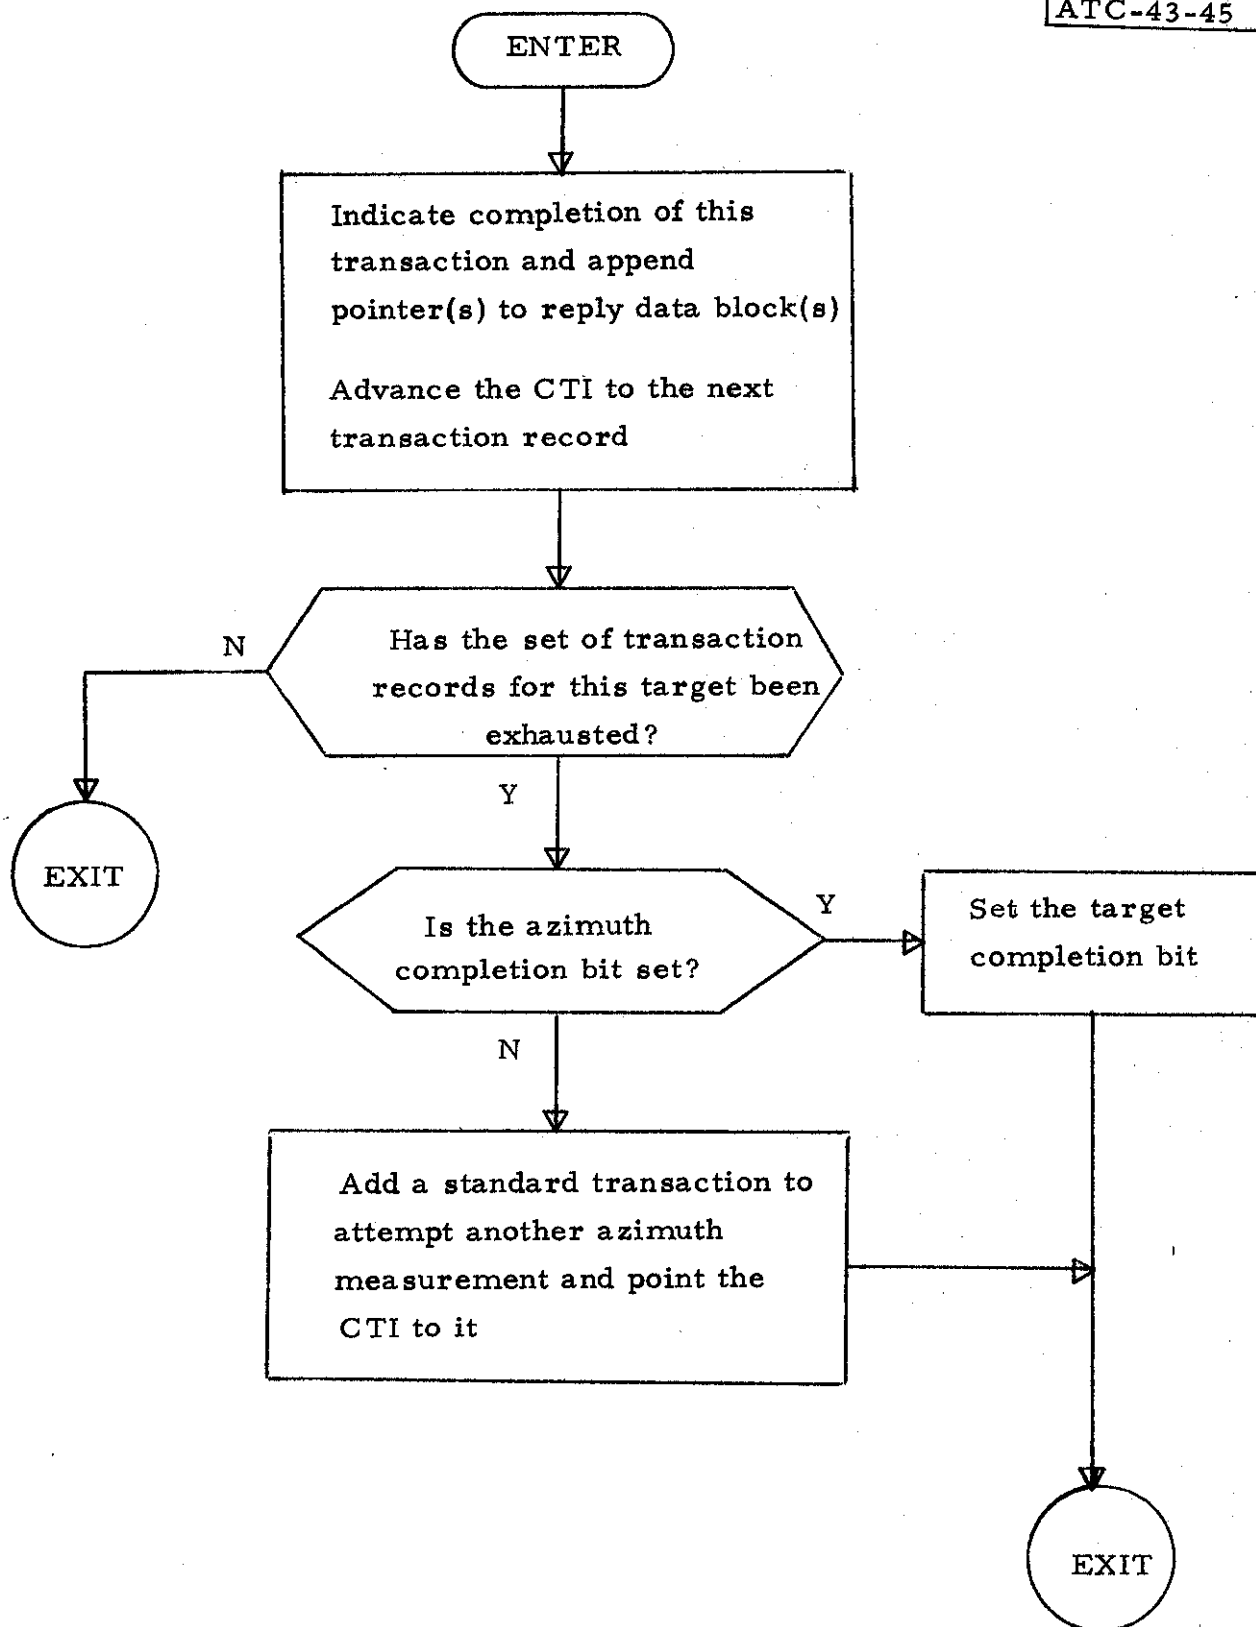 ATC-43-45
ENTER
Indicate completion of this
transaction and append
pointer(s) to reply data block(s)
Advance the CTI to the next
transaction record
N
Has the set of transaction
records for this target been
exhausted?
Y
EXIT
Is the azimuth
completion bit set?
Y
Set the target
completion bit
N
Add a standard transaction to
attempt another azimuth
measurement and point the
CTI to it
EXIT